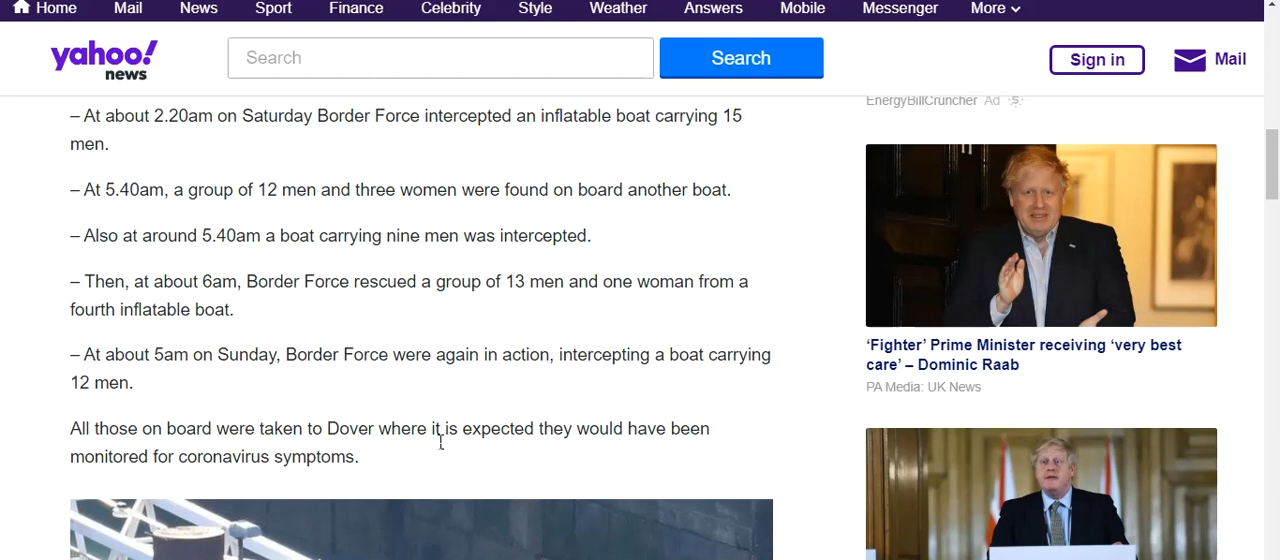 Home Mail News Sport Finance Celebrity Style Weather Answers Mobile Messenger More
yahoo!
news
Search
Search
Sign in
Mail
– At about 2.20am on Saturday Border Force intercepted an inflatable boat carrying 15
men.
– At 5.40am, a group of 12 men and three women were found on board another boat.
– Also at around 5.40am a boat carrying nine men was intercepted.
– Then, at about 6am, Border Force rescued a group of 13 men and one woman from a
fourth inflatable boat.
– At about 5am on Sunday, Border Force were again in action, intercepting a boat carrying
12 men.
All those on board were taken to Dover where it is expected they would have been
monitored for coronavirus symptoms.
EnergyBillCruncher Ad
‘Fighter’ Prime Minister receiving ‘very best
care’ – Dominic Raab
PA Media: UK News